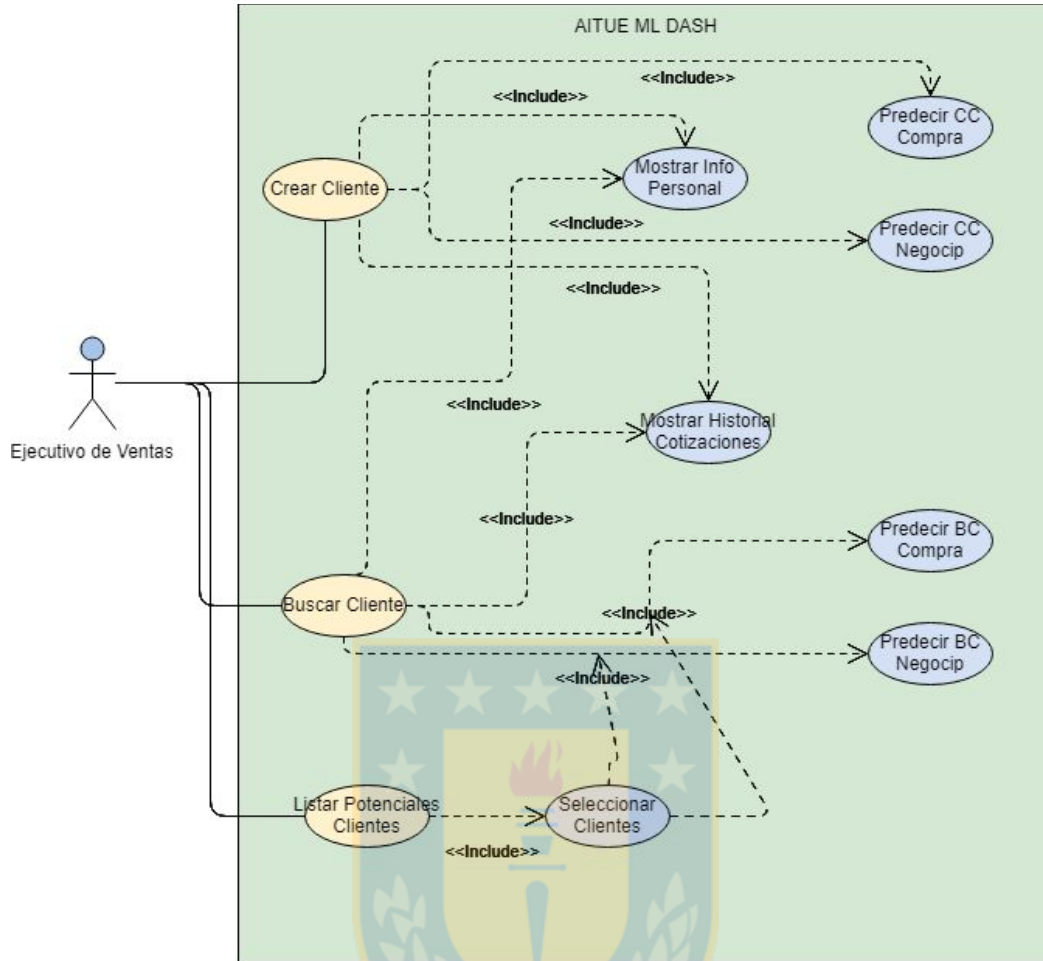 AITUE ML DASH
<<Include>>
<<Include>>
Predecir CC
Compra
Mostrar Info
Personal
Crear Cliente
<<Include>>
Predecir CC
Negocip
<<Include>>
Ejecutivo de Ventas
<<Include>>
Mostrar Historial
Cotizaciones
<<Include>>
Predecir BC
Compra
Buscar Cliente
<<Include>>
Predecir BC
Negocip
<<Include>>
Listar Potenciales
Clientes
Seleccionar
Clientes
<<Include>>